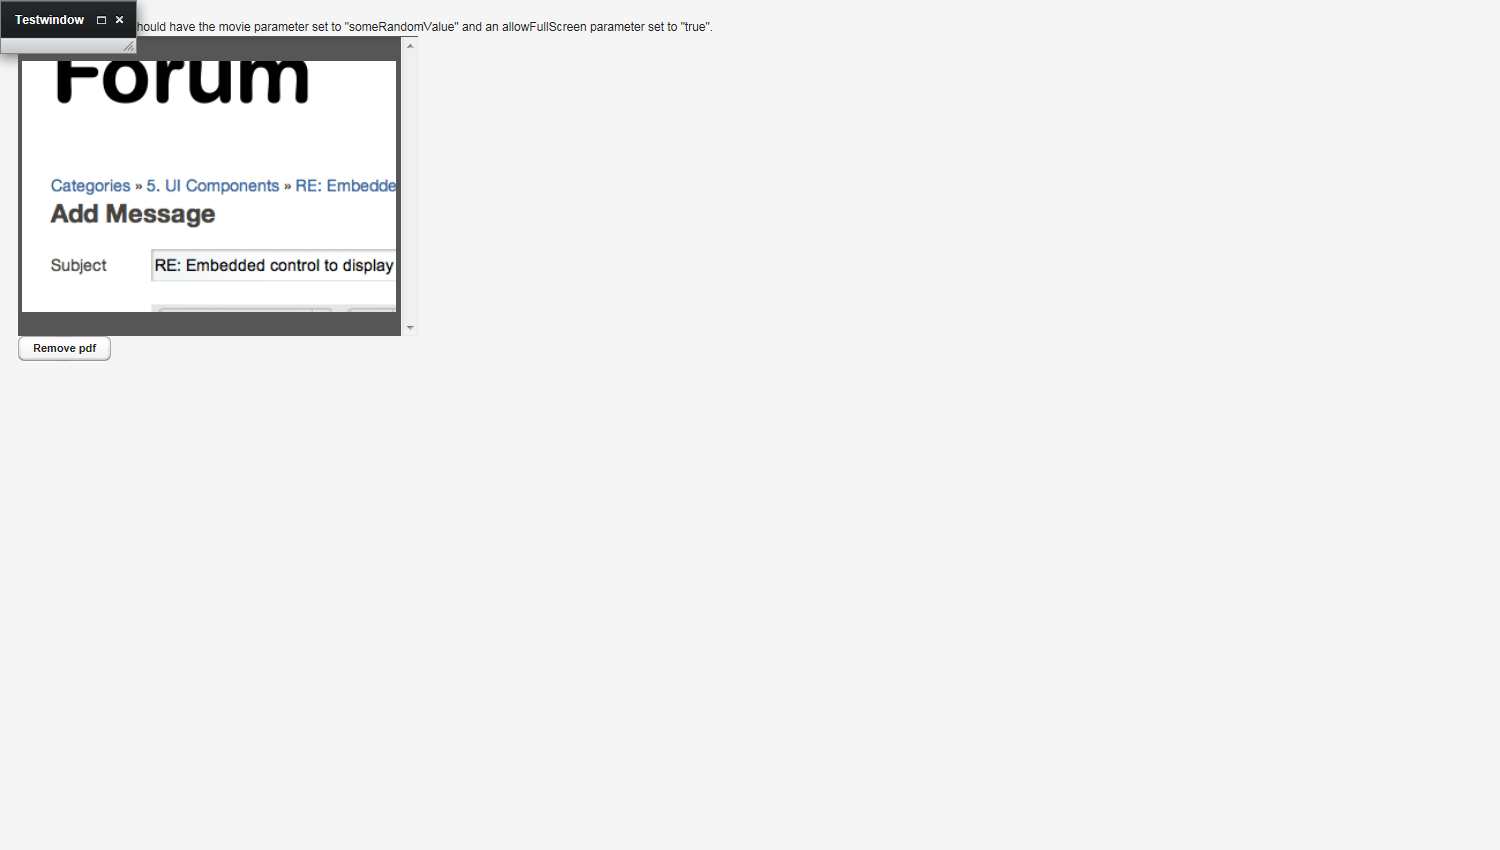 Testwindow
hould have the movie parameter set to "someRandomValue" and an allowFullScreen parameter set to "true".
Forum
Categories » 5. UI Components » RE: Embedde
Add Message
Subject RE: Embedded control to display
Remove pdf